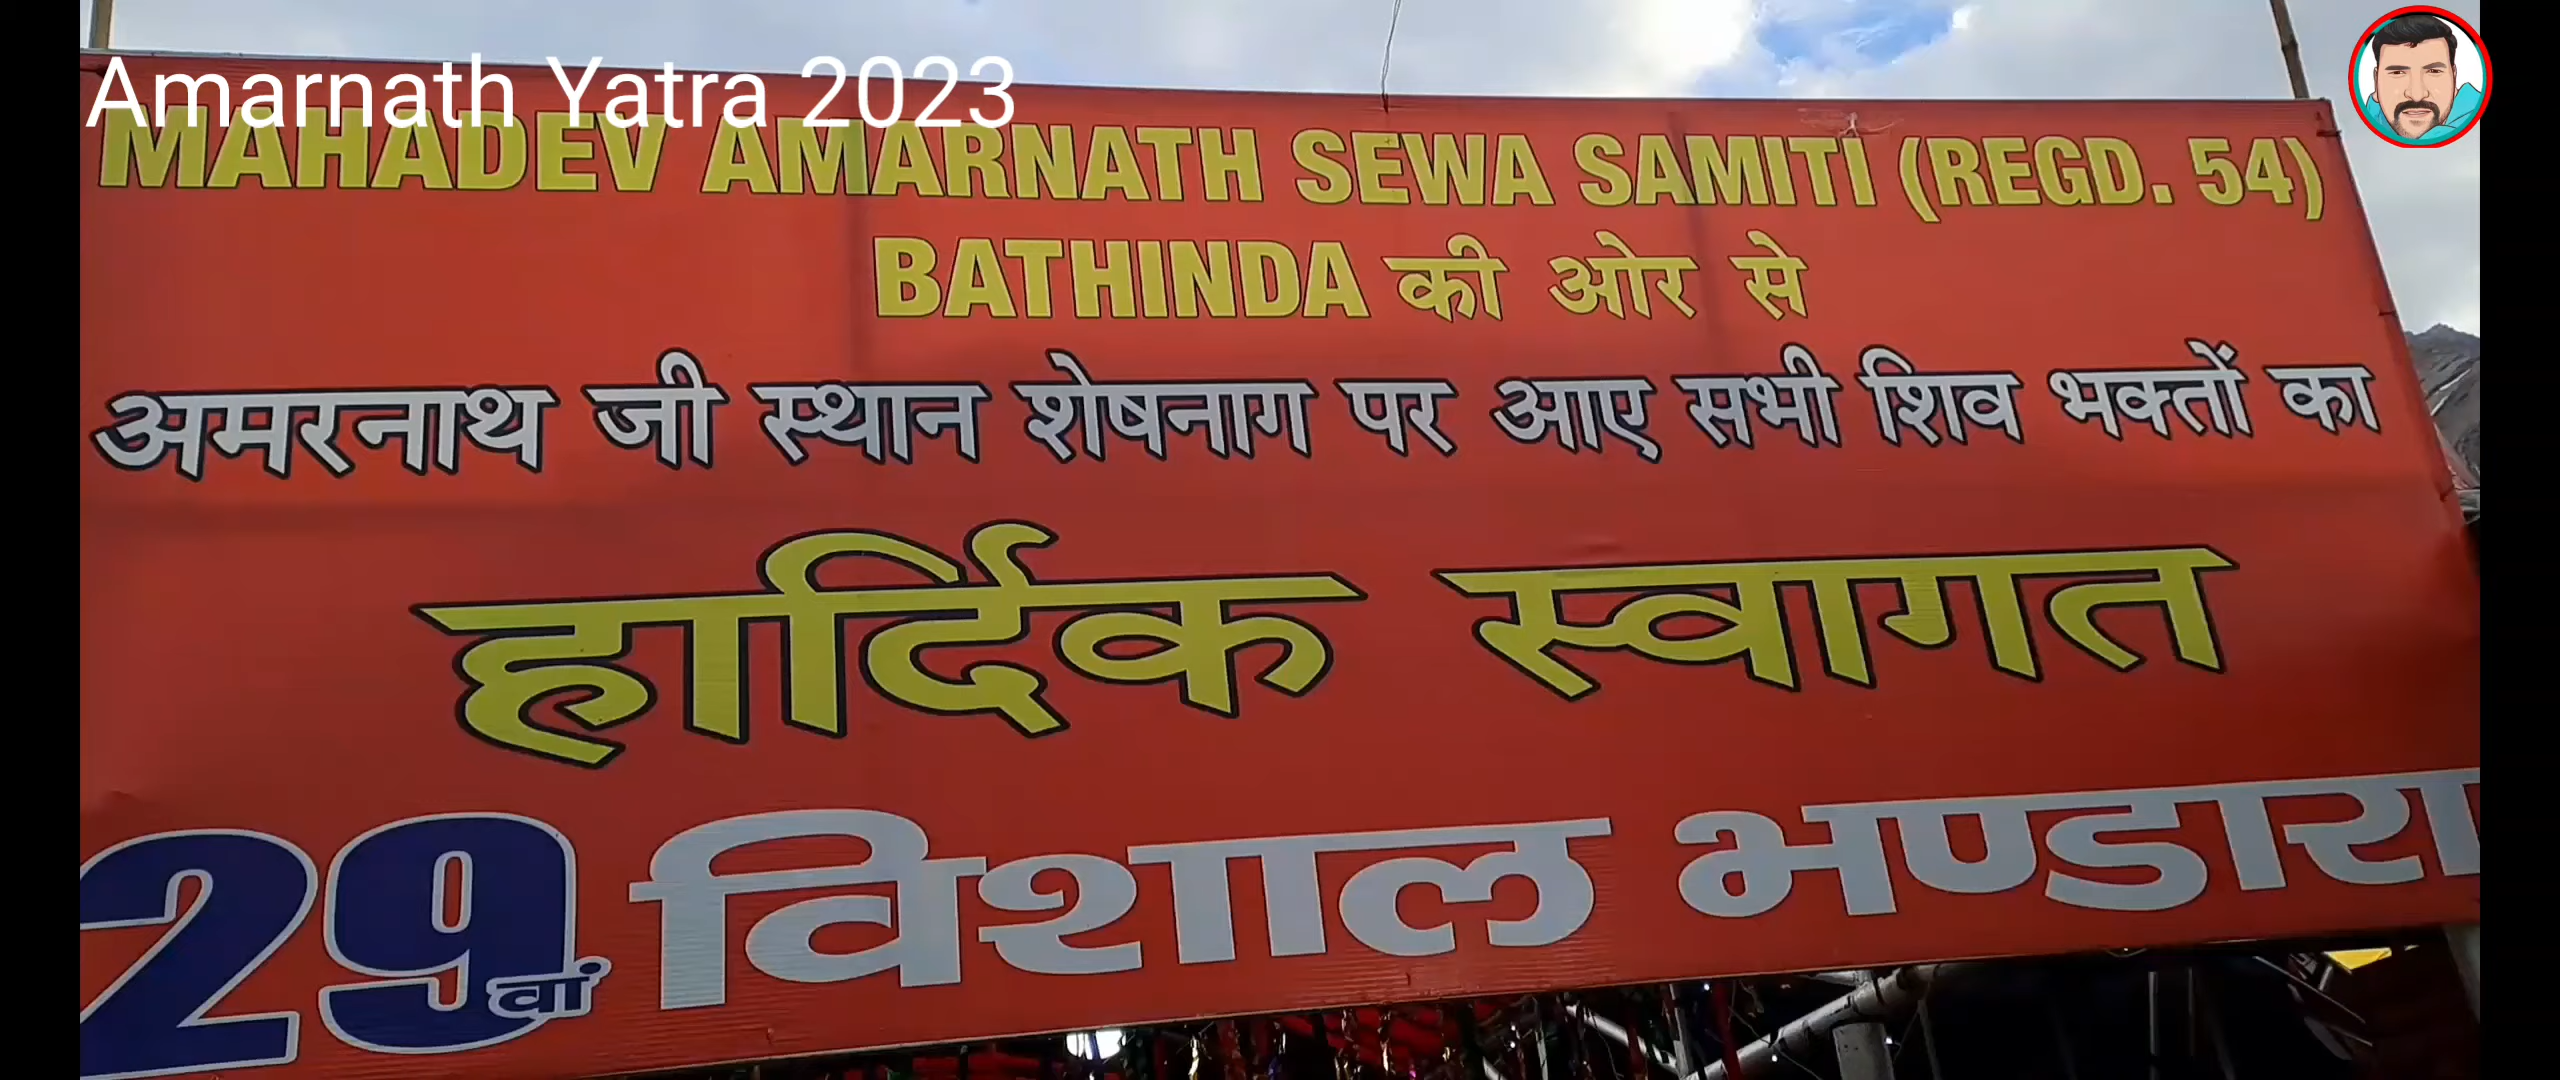 Amarnath Yatra 2023
MAHADEV AMARNATH SEWA SAMITI (REGD. 54)
BATHINDA की ओर से
अमरनाथ जी स्थान शेषनाग पर आए सभी शिव भक्तों का
हार्दिक स्वागत
29वां विशाल भण्डारा